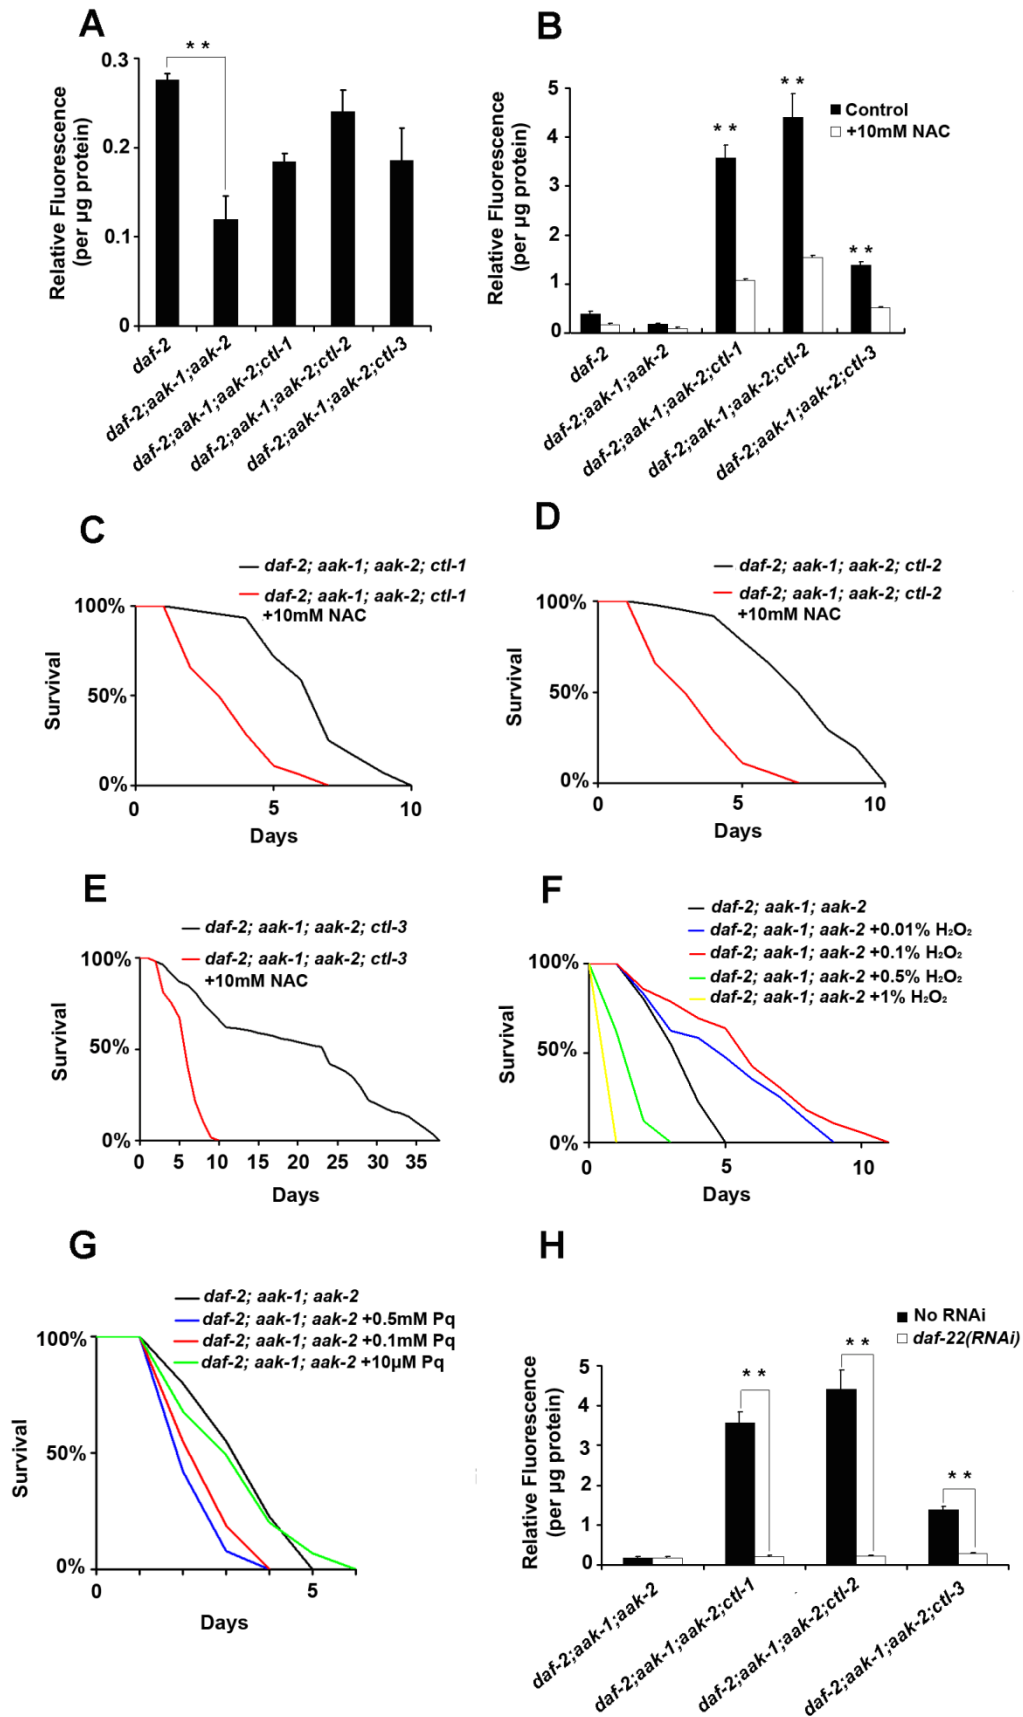 A
* *
0.3
0.2
0.1
0
Relative Fluorescence
(per µg protein)
daf-2
daf-2;aak-1;aak-2
daf-2;aak-1;aak-2;ctl-1
daf-2;aak-1;aak-2;ctl-2
daf-2;aak-1;aak-2;ctl-3
B
5
4
3
2
1
0
Relative Fluorescence
(per µg protein)
* *
* *
* *
Control
+10mM NAC
daf-2
daf-2;aak-1;aak-2
daf-2;aak-1;aak-2;ctl-1
daf-2;aak-1;aak-2;ctl-2
daf-2;aak-1;aak-2;ctl-3
C
daf-2; aak-1; aak-2; ctl-1
daf-2; aak-1; aak-2; ctl-1
+10mM NAC
100%
50%
0%
Survival
0 5 10
Days
D
daf-2; aak-1; aak-2; ctl-2
daf-2; aak-1; aak-2; ctl-2
+10mM NAC
100%
50%
0%
Survival
0 5 10
Days
E
daf-2; aak-1; aak-2; ctl-3
daf-2; aak-1; aak-2; ctl-3
+10mM NAC
100%
50%
0%
Survival
0 5 10 15 20 25 30 35
Days
F
daf-2; aak-1; aak-2
daf-2; aak-1; aak-2 +0.01% H₂O₂
daf-2; aak-1; aak-2 +0.1% H₂O₂
daf-2; aak-1; aak-2 +0.5% H₂O₂
daf-2; aak-1; aak-2 +1% H₂O₂
100%
50%
0%
Survival
0 5 10
Days
G
daf-2; aak-1; aak-2
daf-2; aak-1; aak-2 +0.5mM Pq
daf-2; aak-1; aak-2 +0.1mM Pq
daf-2; aak-1; aak-2 +10µM Pq
100%
50%
0%
Survival
0 5
Days
H
No RNAi
daf-22(RNAi)
* *
* *
* *
5
4
3
2
1
0
Relative Fluorescence
(per µg protein)
daf-2;aak-1;aak-2
daf-2;aak-1;aak-2;ctl-1
daf-2;aak-1;aak-2;ctl-2
daf-2;aak-1;aak-2;ctl-3